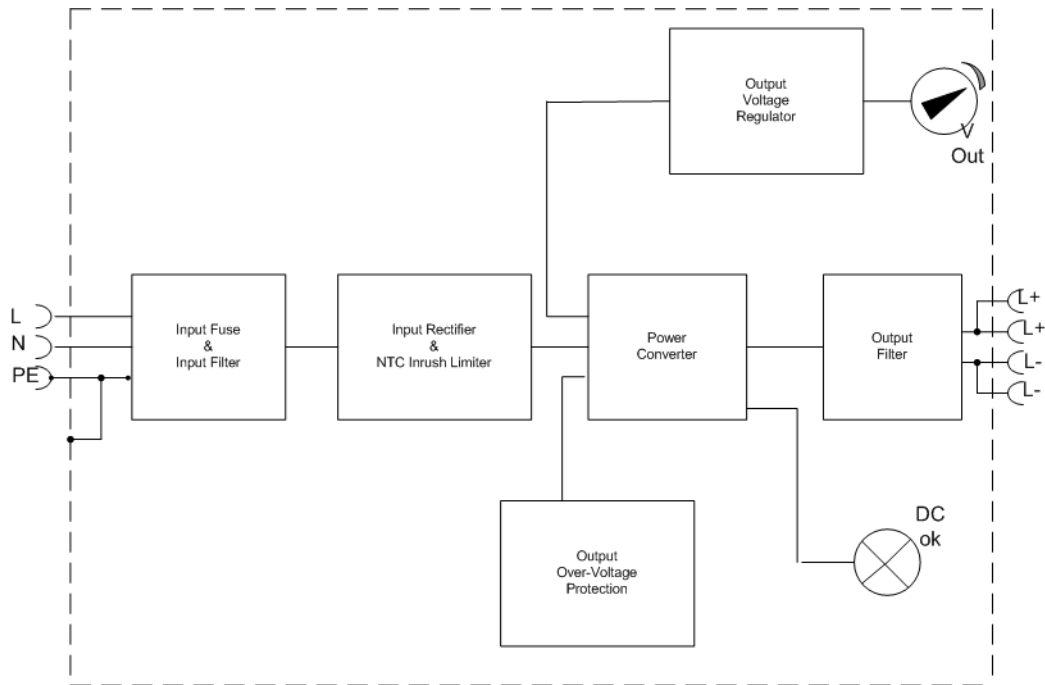 Output
Voltage
Regulator
V
Out
L
N
PE
Input Fuse
&
Input Filter
Input Rectifier
&
NTC Inrush Limiter
Power
Converter
Output
Filter
L+
L+
L-
L-
Output
Over-Voltage
Protection
DC
ok